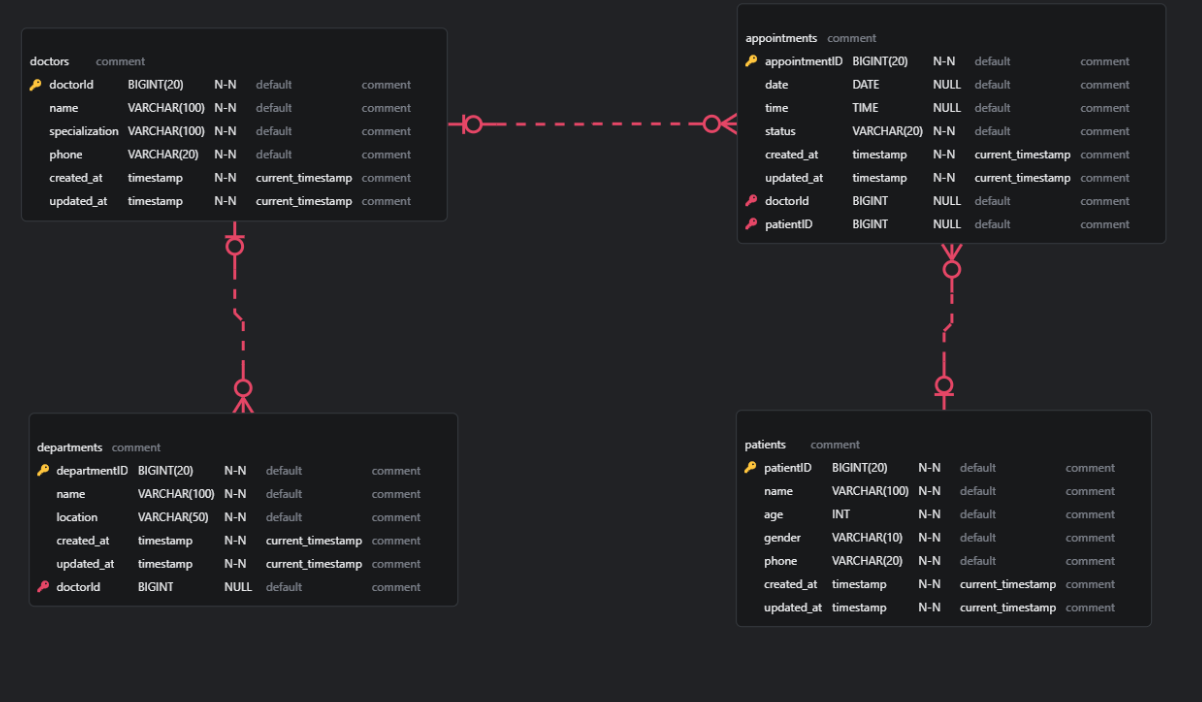 doctors comment
doctorId BIGINT(20) N-N default comment
name VARCHAR(100) N-N default comment
specialization VARCHAR(100) N-N default comment
phone VARCHAR(20) N-N default comment
created_at timestamp N-N current_timestamp comment
updated_at timestamp N-N current_timestamp comment
appointments comment
appointmentID BIGINT(20) N-N default comment
date DATE NULL default comment
time TIME NULL default comment
status VARCHAR(20) N-N default comment
created_at timestamp N-N current_timestamp comment
updated_at timestamp N-N current_timestamp comment
doctorId BIGINT NULL default comment
patientID BIGINT NULL default comment
departments comment
departmentID BIGINT(20) N-N default comment
name VARCHAR(100) N-N default comment
location VARCHAR(50) N-N default comment
created_at timestamp N-N current_timestamp comment
updated_at timestamp N-N current_timestamp comment
doctorId BIGINT NULL default comment
patients comment
patientID BIGINT(20) N-N default comment
name VARCHAR(100) N-N default comment
age INT N-N default comment
gender VARCHAR(10) N-N default comment
phone VARCHAR(20) N-N default comment
created_at timestamp N-N current_timestamp comment
updated_at timestamp N-N current_timestamp comment